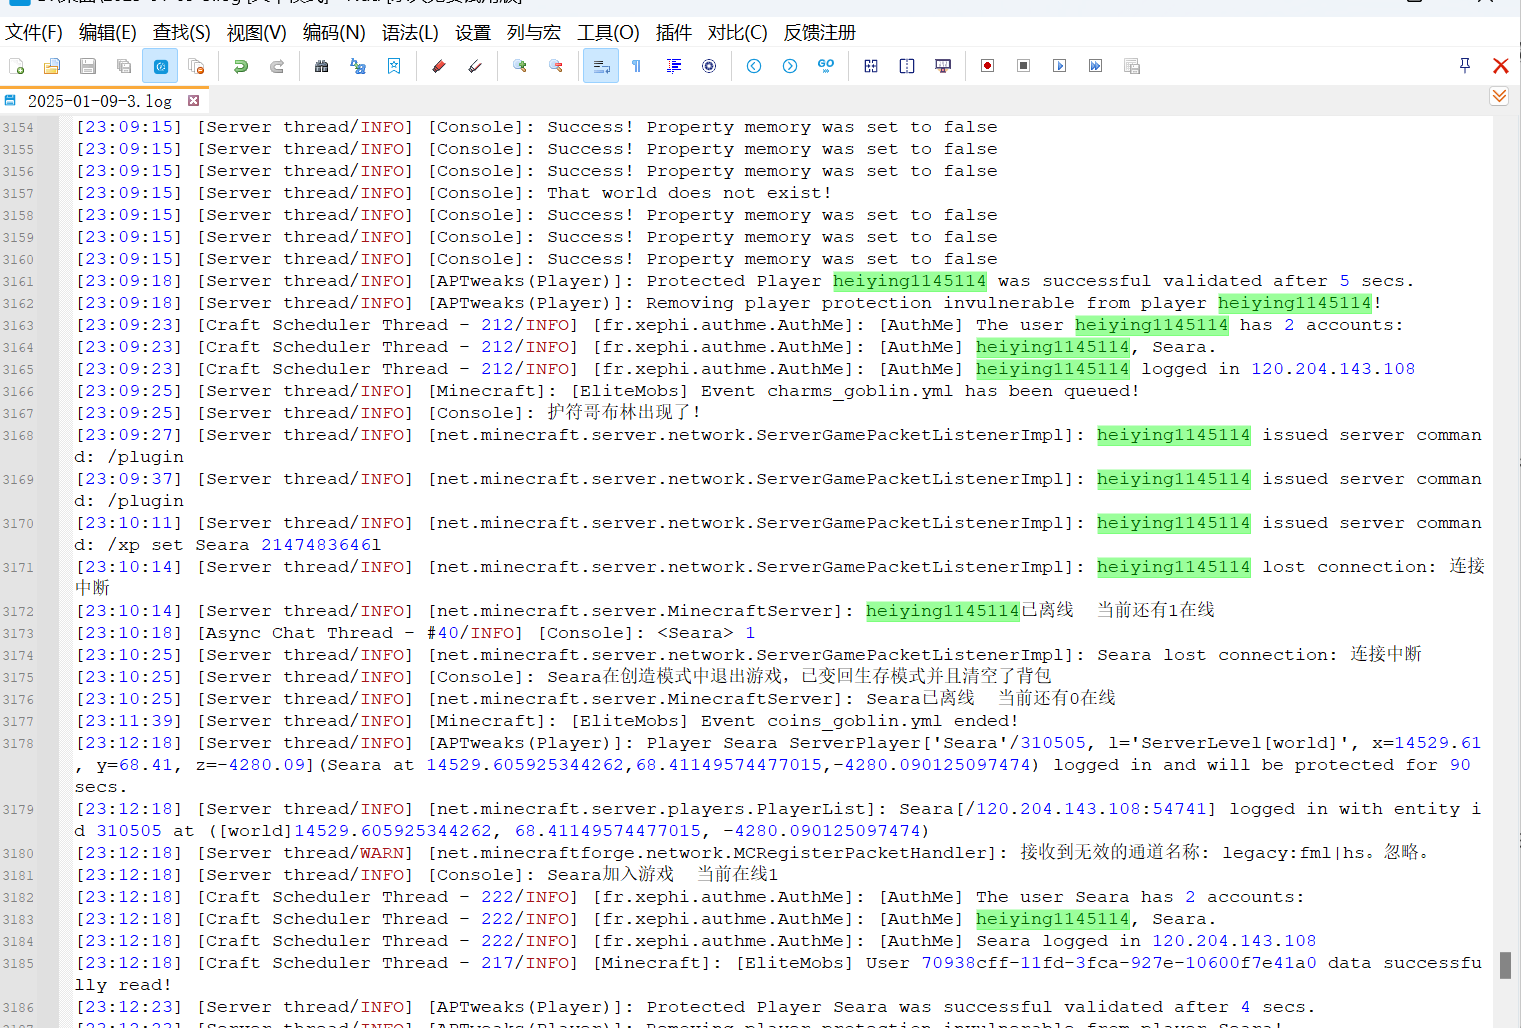 文件(F) 编辑(E) 查找(S) 视图(V) 编码(N) 语法(L) 设置 列与宏 工具(O) 插件 对比(C) 反馈注册
2025-01-09-3.log
3154 [23:09:15] [Server thread/INFO] [Console]: Success! Property memory was set to false
3155 [23:09:15] [Server thread/INFO] [Console]: Success! Property memory was set to false
3156 [23:09:15] [Server thread/INFO] [Console]: Success! Property memory was set to false
3157 [23:09:15] [Server thread/INFO] [Console]: That world does not exist!
3158 [23:09:15] [Server thread/INFO] [Console]: Success! Property memory was set to false
3159 [23:09:15] [Server thread/INFO] [Console]: Success! Property memory was set to false
3160 [23:09:15] [Server thread/INFO] [Console]: Success! Property memory was set to false
3161 [23:09:18] [Server thread/INFO] [APTweaks(Player)]: Protected Player heiying1145114 was successful validated after 5 secs.
3162 [23:09:18] [Server thread/INFO] [APTweaks(Player)]: Removing player protection invulnerable from player heiying1145114!
3163 [23:09:23] [Craft Scheduler Thread - 212/INFO] [fr.xephi.authme.AuthMe]: [AuthMe] The user heiying1145114 has 2 accounts:
3164 [23:09:23] [Craft Scheduler Thread - 212/INFO] [fr.xephi.authme.AuthMe]: [AuthMe] heiying1145114, Seara.
3165 [23:09:23] [Craft Scheduler Thread - 212/INFO] [fr.xephi.authme.AuthMe]: [AuthMe] heiying1145114 logged in 120.204.143.108
3166 [23:09:25] [Server thread/INFO] [Minecraft]: [EliteMobs] Event charms_goblin.yml has been queued!
3167 [23:09:25] [Server thread/INFO] [Console]: 护符哥布林出现了!
3168 [23:09:27] [Server thread/INFO] [net.minecraft.server.network.ServerGamePacketListenerImpl]: heiying1145114 issued server comman
d: /plugin
3169 [23:09:37] [Server thread/INFO] [net.minecraft.server.network.ServerGamePacketListenerImpl]: heiying1145114 issued server comman
d: /plugin
3170 [23:10:11] [Server thread/INFO] [net.minecraft.server.network.ServerGamePacketListenerImpl]: heiying1145114 issued server comman
d: /xp set Seara 2147483646l
3171 [23:10:14] [Server thread/INFO] [net.minecraft.server.network.ServerGamePacketListenerImpl]: heiying1145114 lost connection: 连接
中断
3172 [23:10:14] [Server thread/INFO] [net.minecraft.server.MinecraftServer]: heiying1145114已离线 当前还有1在线
3173 [23:10:18] [Async Chat Thread - #40/INFO] [Console]: <Seara> 1
3174 [23:10:25] [Server thread/INFO] [net.minecraft.server.network.ServerGamePacketListenerImpl]: Seara lost connection: 连接中断
3175 [23:10:25] [Server thread/INFO] [Console]: Seara在创造模式中退出游戏，已变回生存模式并且清空了背包
3176 [23:10:25] [Server thread/INFO] [net.minecraft.server.MinecraftServer]: Seara已离线 当前还有0在线
3177 [23:11:39] [Server thread/INFO] [Minecraft]: [EliteMobs] Event coins_goblin.yml ended!
3178 [23:12:18] [Server thread/INFO] [APTweaks(Player)]: Player Seara ServerPlayer['Seara'/310505, l='ServerLevel[world]', x=14529.61
, y=68.41, z=-4280.09](Seara at 14529.605925344262,68.41149574477015,-4280.090125097474) logged in and will be protected for 90
secs.
3179 [23:12:18] [Server thread/INFO] [net.minecraft.server.players.PlayerList]: Seara[/120.204.143.108:54741] logged in with entity i
d 310505 at ([world]14529.605925344262, 68.41149574477015, -4280.090125097474)
3180 [23:12:18] [Server thread/WARN] [net.minecraftforge.network.MCRegisterPacketHandler]: 接收到无效的通道名称: legacy:fml|hs。忽略。
3181 [23:12:18] [Server thread/INFO] [Console]: Seara加入游戏 当前在线1
3182 [23:12:18] [Craft Scheduler Thread - 222/INFO] [fr.xephi.authme.AuthMe]: [AuthMe] The user Seara has 2 accounts:
3183 [23:12:18] [Craft Scheduler Thread - 222/INFO] [fr.xephi.authme.AuthMe]: [AuthMe] heiying1145114, Seara.
3184 [23:12:18] [Craft Scheduler Thread - 222/INFO] [fr.xephi.authme.AuthMe]: [AuthMe] Seara logged in 120.204.143.108
3185 [23:12:18] [Craft Scheduler Thread - 217/INFO] [Minecraft]: [EliteMobs] User 70938cff-11fd-3fca-927e-10600f7e41a0 data successfu
lly read!
3186 [23:12:23] [Server thread/INFO] [APTweaks(Player)]: Protected Player Seara was successful validated after 4 secs.